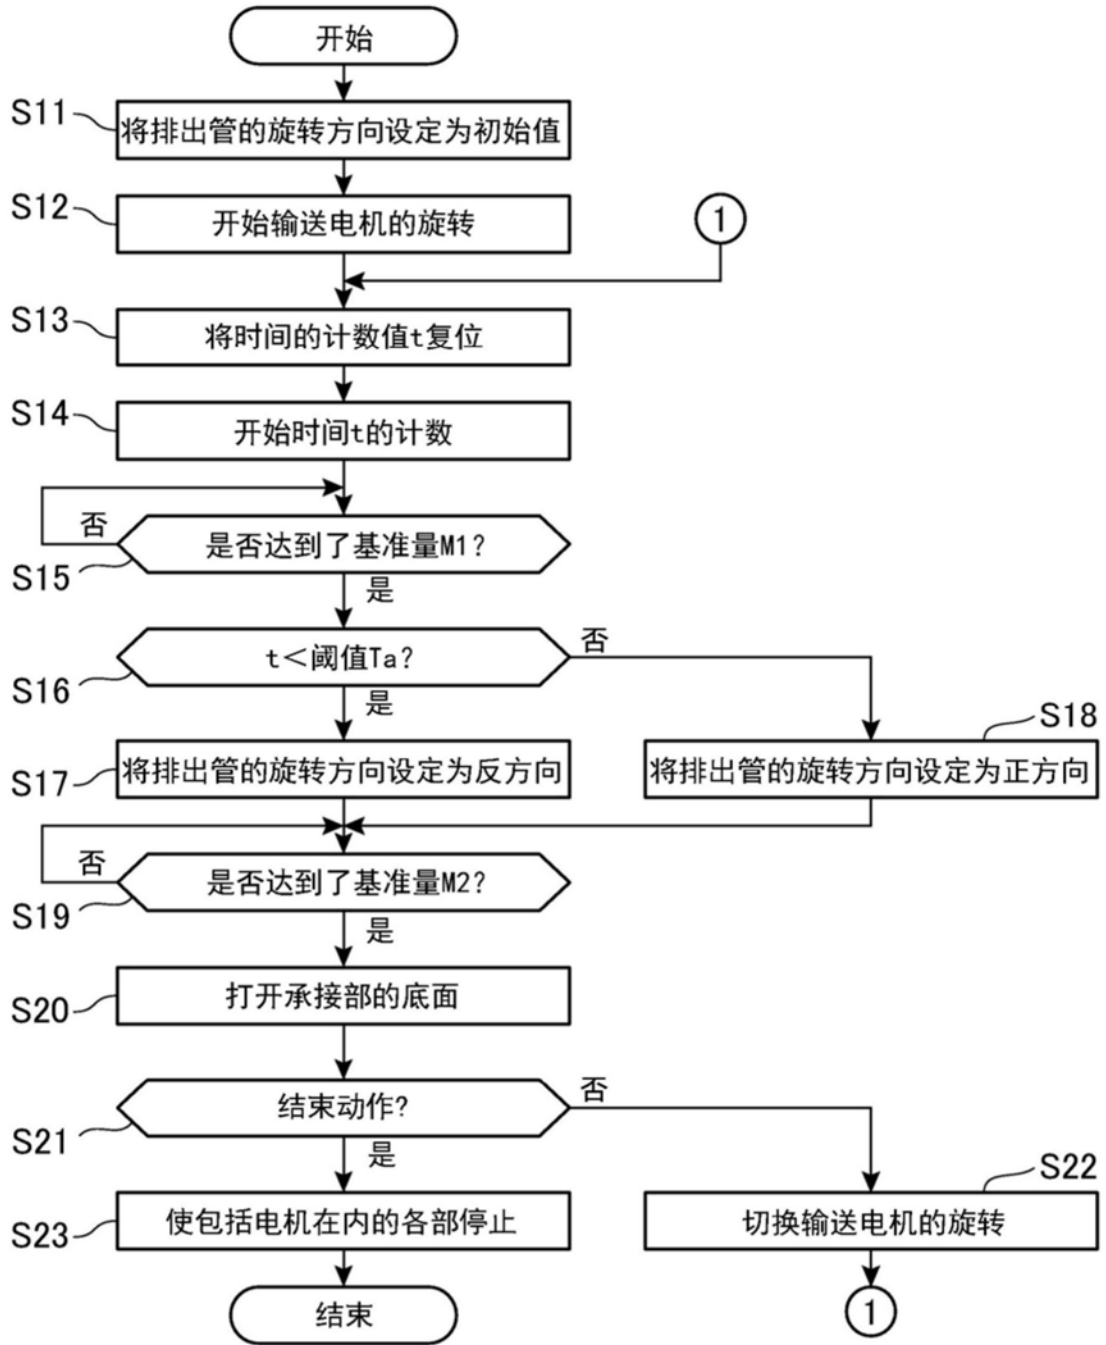 开始
S11
将排出管的旋转方向设定为初始值
S12
开始输送电机的旋转
1
S13
将时间的计数值t复位
S14
开始时间t的计数
否
S15
是否达到了基准量M1?
是
S16
t＜阈值Ta?
否
是
S17
将排出管的旋转方向设定为反方向
S18
将排出管的旋转方向设定为正方向
否
S19
是否达到了基准量M2?
是
S20
打开承接部的底面
S21
结束动作?
否
是
S23
使包括电机在内的各部停止
S22
切换输送电机的旋转
结束
1